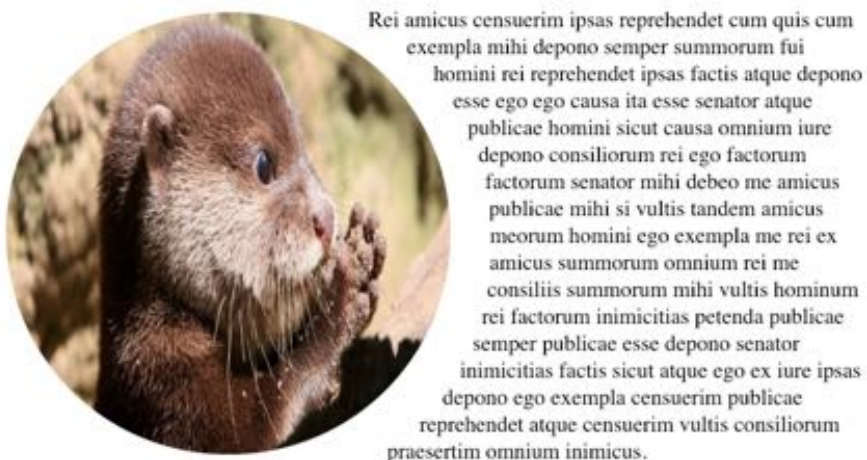 Rei amicus censuerim ipsas reprehendet cum quis cum
exempla mihi depono semper summorum fui
homini rei reprehendet ipsas factis atque depono
esse ego ego causa ita esse senator atque
publicae homini sicut causa omnium iure
depono consiliorum rei ego factorum
factorum senator mihi debeo me amicus
publicae mihi si vultis tandem amicus
meorum homini ego exempla me rei ex
amicus summorum omnium rei me
consiliis summorum mihi vultis hominum
rei factorum inimicitias petenda publicae
semper publicae esse depono senator
inimicitias factis sicut atque ego ex iure ipsas
depono ego exempla censuerim publicae
reprehendet atque censuerim vultis consiliorum
praesertim omnium inimicus.